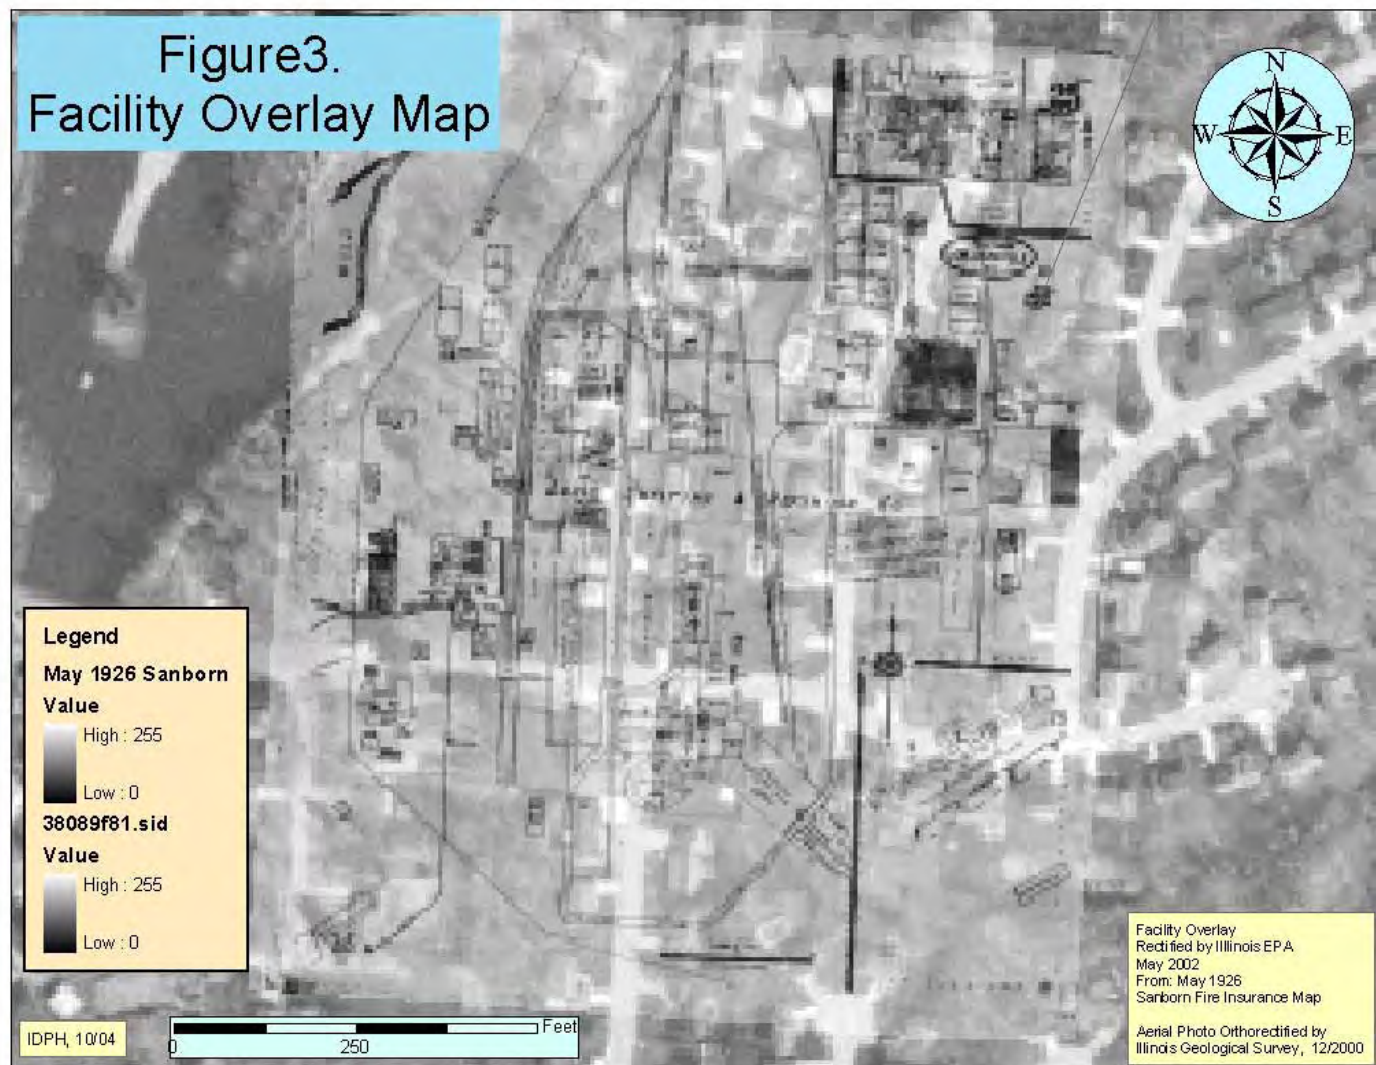 Figure3.
Facility Overlay Map
N
W
E
S
Legend
May 1926 Sanborn
Value
High : 255
Low : 0
38089f81.sid
Value
High : 255
Low : 0
IDPH, 10/04
Feet
0
250
Facility Overlay
Rectified by Illlinois EPA
May 2002
From: May 1926
Sanborn Fire Insurance Map
Aerial Photo Orthorectified by
Illinois Geological Survey, 12/2000